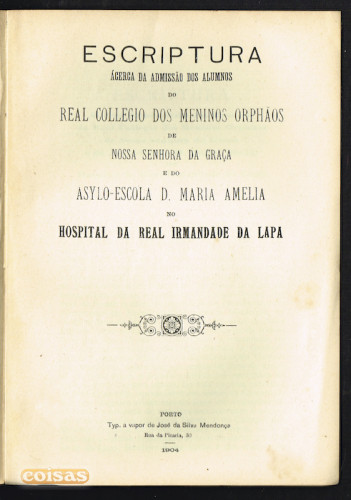 ESCRIPTURA
ÁCERCA DA ADMISSÃO DOS ALUMNOS
DO
REAL COLLEGIO DOS MENINOS ORPHÃOS
DE
NOSSA SENHORA DA GRAÇA
E DO
ASYLO-ESCOLA D. MARIA AMELIA
NO
HOSPITAL DA REAL IRMANDADE DA LAPA
PORTO
Typ. a vapor de José da Silva Mendonça
Rua da Picaria, 30
1904
coisas